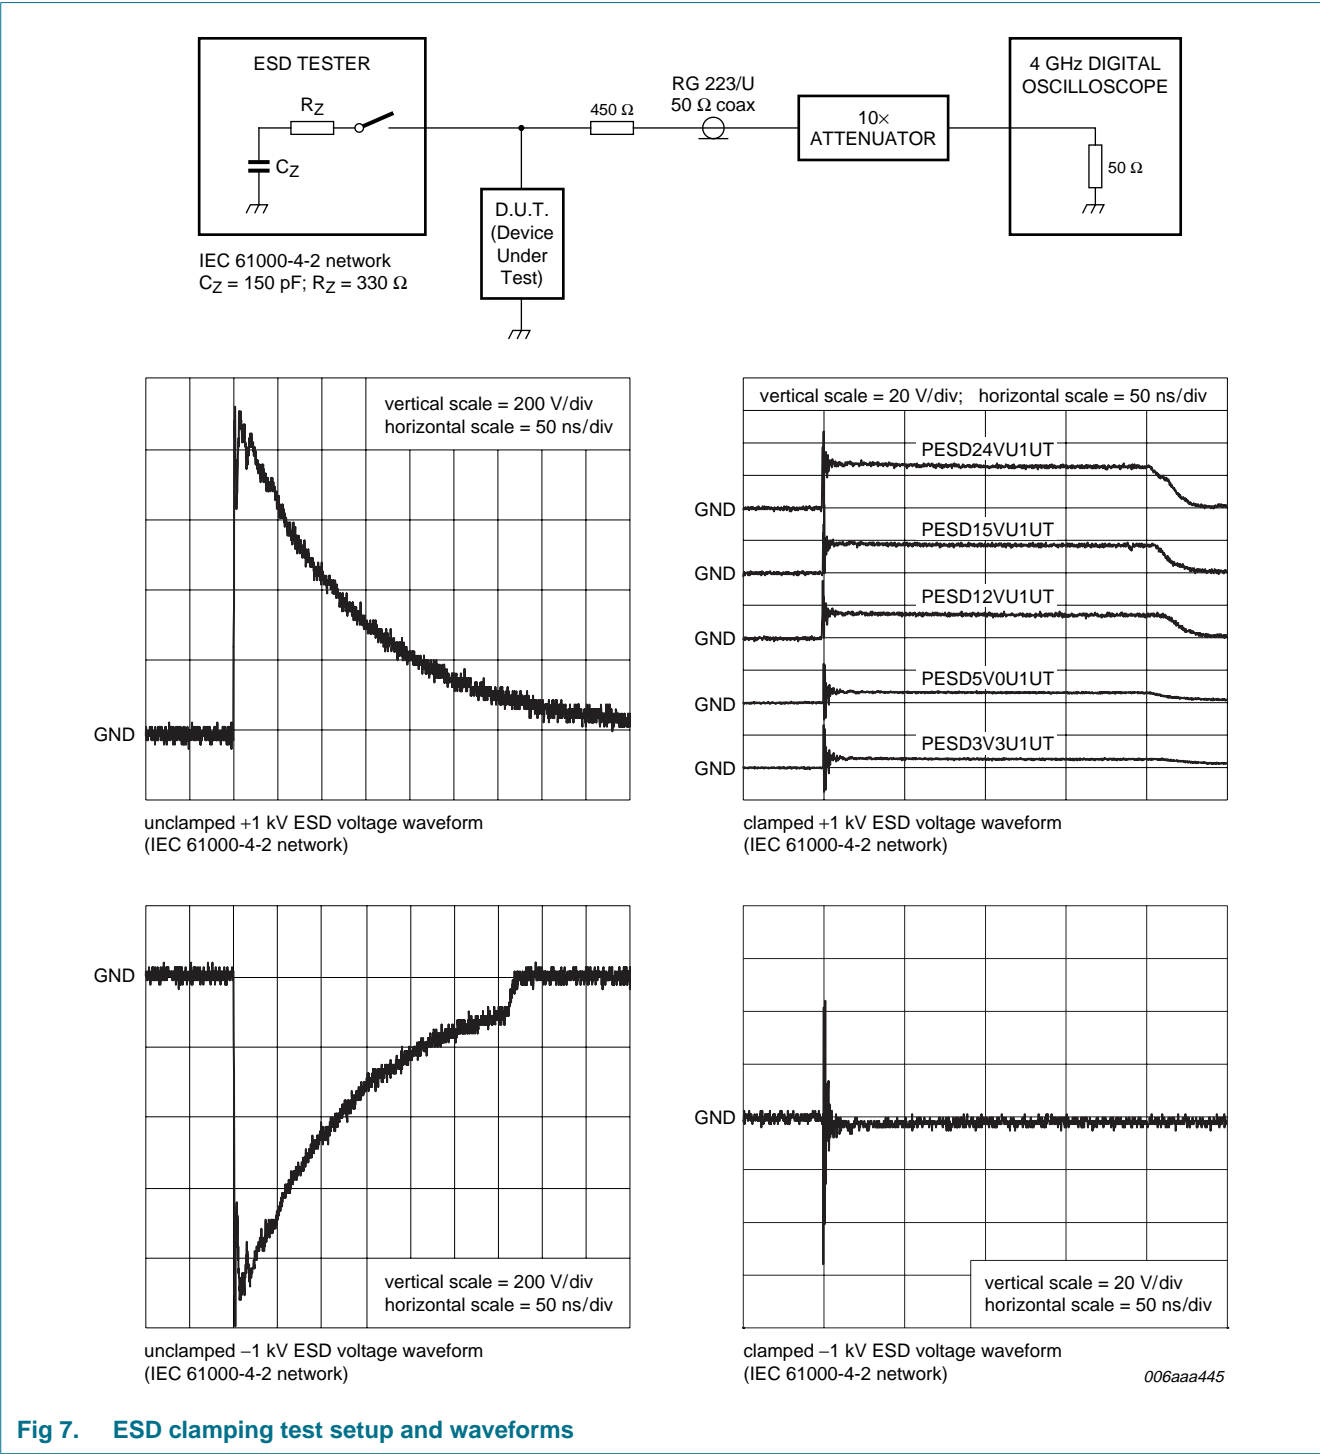 ESD TESTER
RZ
CZ
450 Ω
RG 223/U
50 Ω coax
10×
ATTENUATOR
4 GHz DIGITAL
OSCILLOSCOPE
50 Ω
D.U.T.
(Device
Under
Test)
IEC 61000-4-2 network
CZ = 150 pF; RZ = 330 Ω
vertical scale = 200 V/div
horizontal scale = 50 ns/div
GND
unclamped +1 kV ESD voltage waveform
(IEC 61000-4-2 network)
vertical scale = 20 V/div; horizontal scale = 50 ns/div
PESD24VU1UT
GND
PESD15VU1UT
GND
PESD12VU1UT
GND
PESD5V0U1UT
GND
PESD3V3U1UT
GND
clamped +1 kV ESD voltage waveform
(IEC 61000-4-2 network)
GND
vertical scale = 200 V/div
horizontal scale = 50 ns/div
unclamped −1 kV ESD voltage waveform
(IEC 61000-4-2 network)
GND
vertical scale = 20 V/div
horizontal scale = 50 ns/div
clamped −1 kV ESD voltage waveform
(IEC 61000-4-2 network)
006aaa445
Fig 7. ESD clamping test setup and waveforms